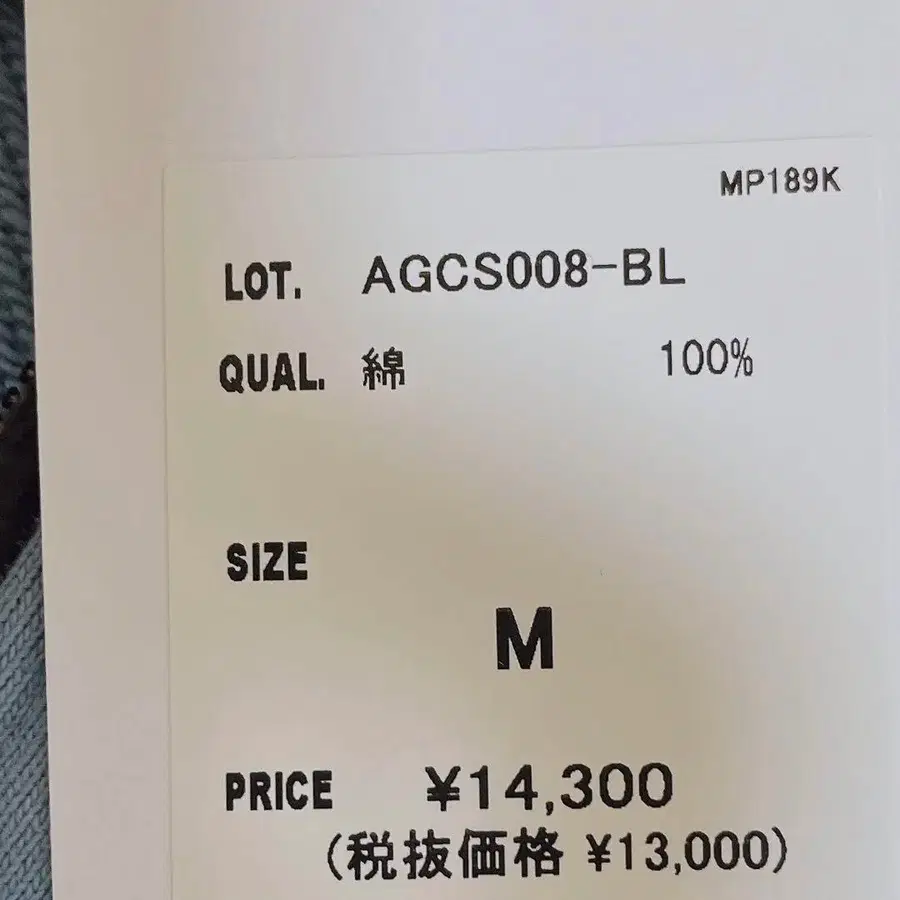 MP189K
LOT. AGCS008-BL
QUAL. 綿 100%
SIZE
M
PRICE ¥14,300
(税抜価格 ¥13,000)